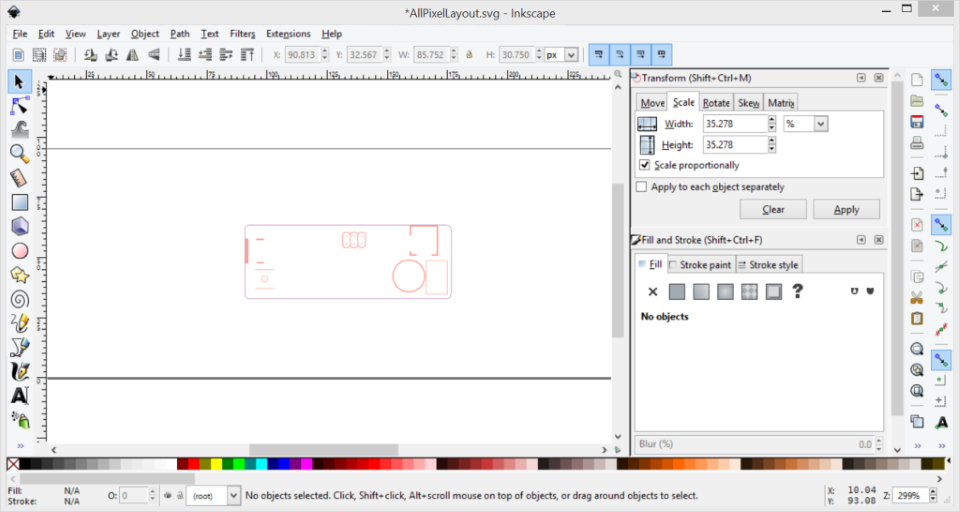 *AllPixelLayout.svg - Inkscape
File Edit View Layer Object Path Text Filters Extensions Help
X: 90.813 Y: 32.567 W: 85.752 H: 30.750 px
Transform (Shift+Ctrl+M)
Move Scale Rotate Skew Matrix
Width: 35.278 %
Height: 35.278
Scale proportionally
Apply to each object separately
Clear Apply
Fill and Stroke (Shift+Ctrl+F)
Fill Stroke paint Stroke style
No objects
Blur (%) 0.0
Fill: N/A
Stroke: N/A
O: 0
(root)
No objects selected. Click, Shift+click, Alt+scroll mouse on top of objects, or drag around objects to select.
X: 10.04
Y: 93.08
Z: 299%